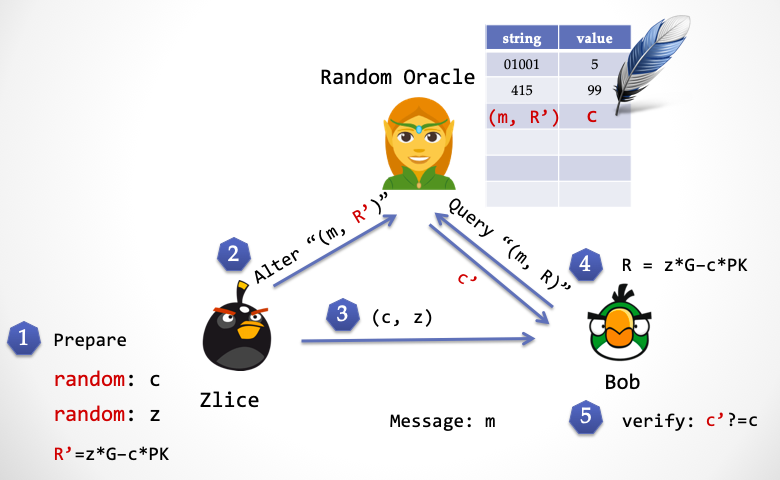 string value
01001 5
415 99
(m, R’) c
Random Oracle
2
Alter “(m, R’)”
Query “(m, R)”
c’
4
R = z*G–c*PK
1
Prepare
3
(c, z)
random: c
random: z
R’=z*G–c*PK
Zlice
Bob
Message: m
5
verify: c’?=c